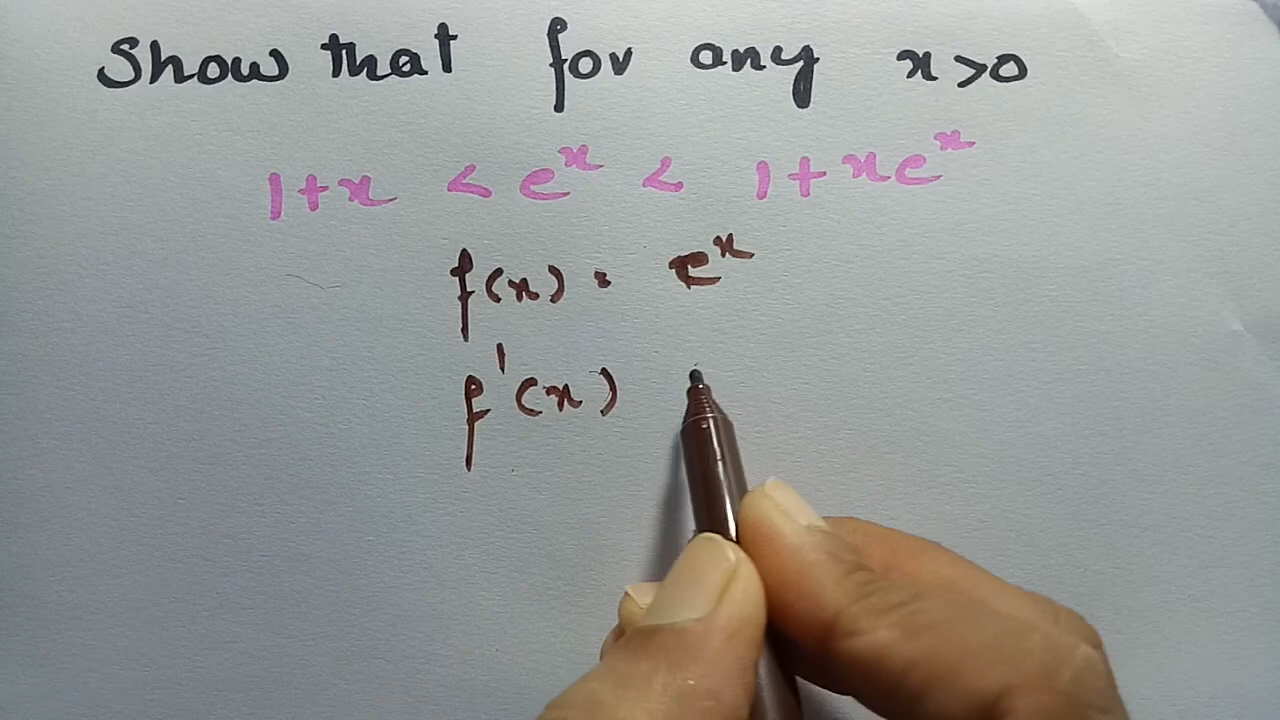 Show that for any x>0
1+x < e^x < 1+xe^x
f(x) = e^x
f'(x)